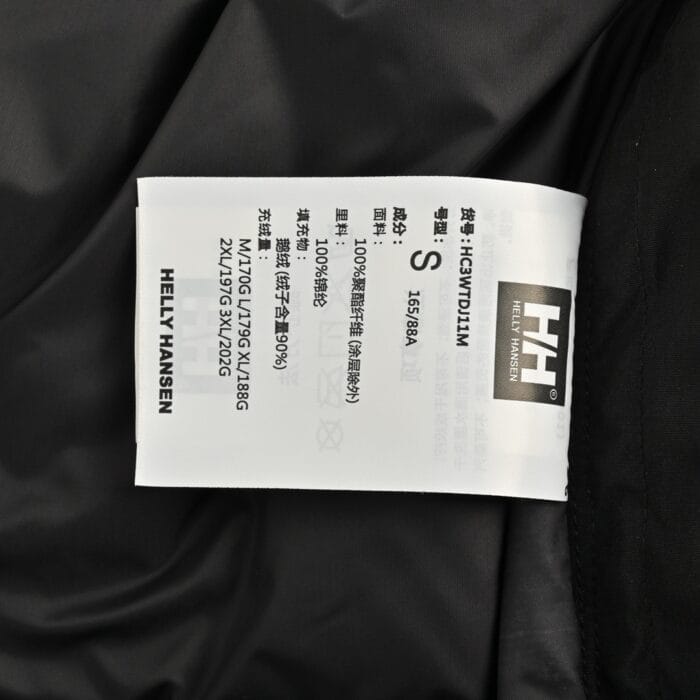 H/H®
HELLY HANSEN
货号: HC3WTDJ11M
号型: S 165/88A
成分:
面料:
100%聚酯纤维 (涂层除外)
里料:
100%锦纶
填充物:
鹅绒 (绒子含量90%)
充绒量:
M/170G L/179G XL/188G
2XL/197G 3XL/202G
HELLY HANSEN